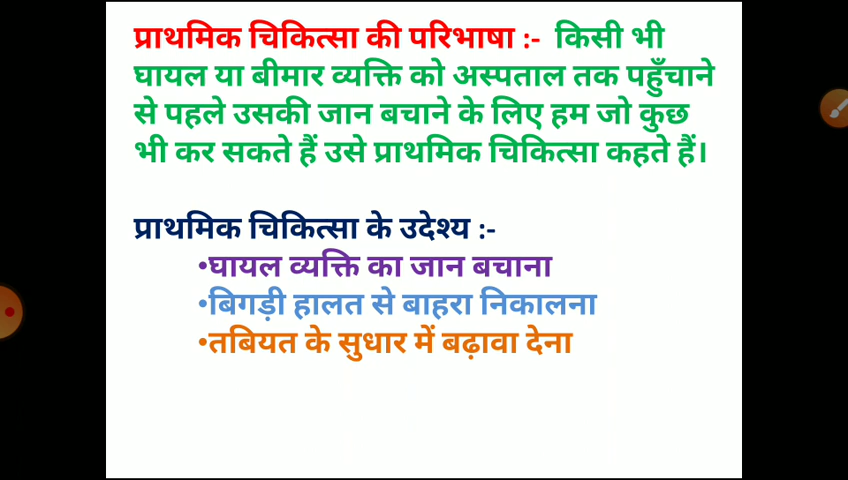 प्राथमिक चिकित्सा की परिभाषा :- किसी भी
घायल या बीमार व्यक्ति को अस्पताल तक पहुँचाने
से पहले उसकी जान बचाने के लिए हम जो कुछ
भी कर सकते हैं उसे प्राथमिक चिकित्सा कहते हैं।
प्राथमिक चिकित्सा के उदेश्य :-
•घायल व्यक्ति का जान बचाना
•बिगड़ी हालत से बाहरा निकालना
•तबियत के सुधार में बढ़ावा देना